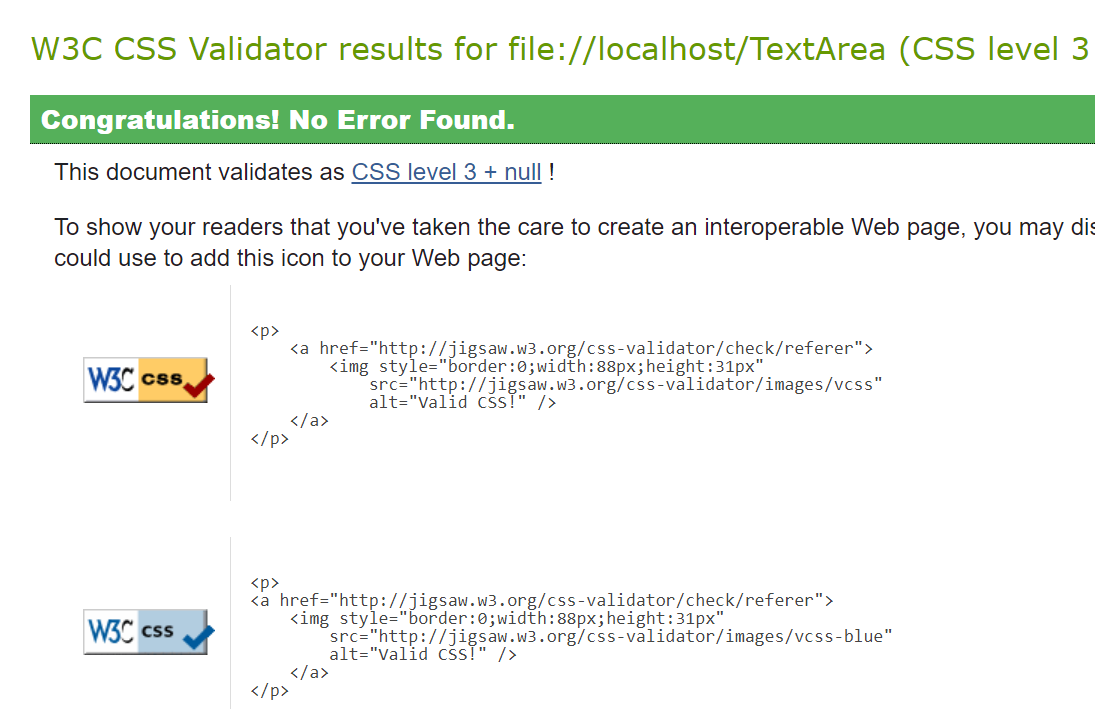 W3C CSS Validator results for file://localhost/TextArea (CSS level 3
Congratulations! No Error Found.
This document validates as CSS level 3 + null !
To show your readers that you've taken the care to create an interoperable Web page, you may dis
could use to add this icon to your Web page:
W3C css
<p>
<a href="http://jigsaw.w3.org/css-validator/check/referer">
<img style="border:0;width:88px;height:31px"
src="http://jigsaw.w3.org/css-validator/images/vcss"
alt="Valid CSS!" />
</a>
</p>
W3C css
<p>
<a href="http://jigsaw.w3.org/css-validator/check/referer">
<img style="border:0;width:88px;height:31px"
src="http://jigsaw.w3.org/css-validator/images/vcss-blue"
alt="Valid CSS!" />
</a>
</p>